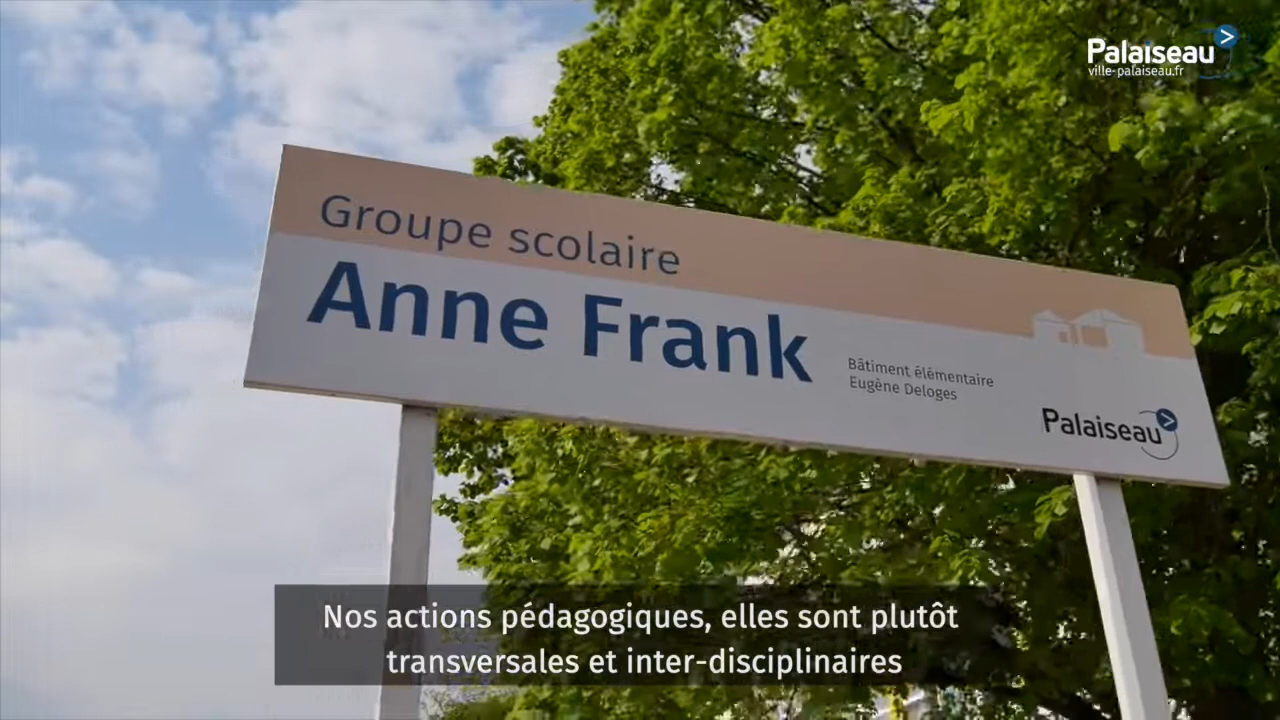 Palaiseau
ville-palaiseau.fr
Groupe scolaire
Anne Frank
Bâtiment élémentaire
Eugène Deloges
Palaiseau
Nos actions pédagogiques, elles sont plutôt
transversales et inter-disciplinaires